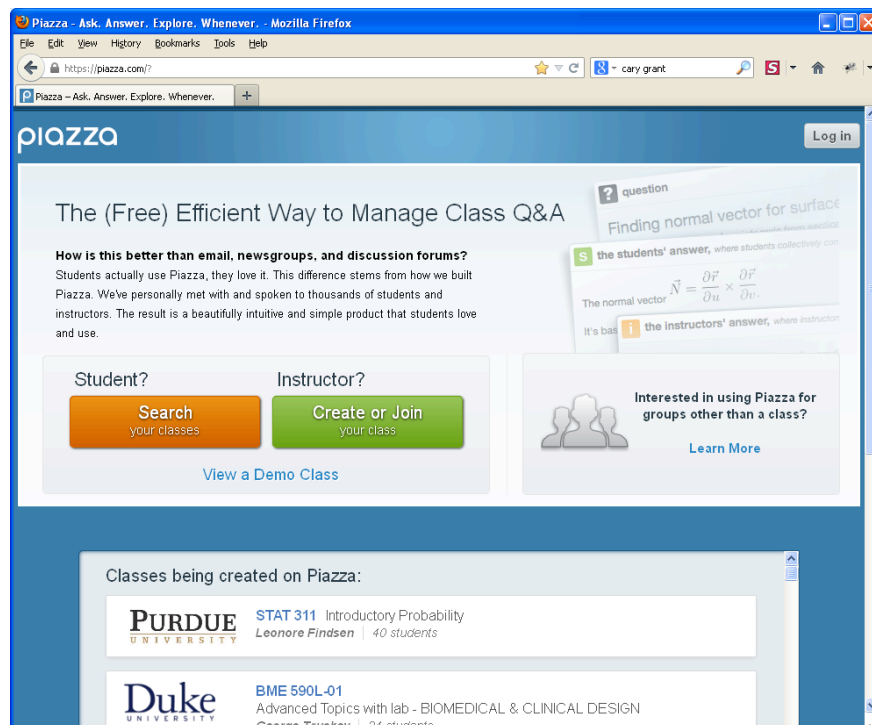 Piazza - Ask. Answer. Explore. Whenever. - Mozilla Firefox
File Edit View History Bookmarks Tools Help
https://piazza.com/?
cary grant
Piazza – Ask. Answer. Explore. Whenever.
piazza
Log in
The (Free) Efficient Way to Manage Class Q&A
How is this better than email, newsgroups, and discussion forums?
Students actually use Piazza, they love it. This difference stems from how we built
Piazza. We've personally met with and spoken to thousands of students and
instructors. The result is a beautifully intuitive and simple product that students love
and use.
? question
Finding normal vector for surface
S the students' answer, where students collectively con
The normal vector N⃗ = ∂r⃗/∂u × ∂r⃗/∂v.
It's bas
i the instructors' answer, where instructor
Student?
Search
your classes
Instructor?
Create or Join
your class
View a Demo Class
Interested in using Piazza for
groups other than a class?
Learn More
Classes being created on Piazza:
PURDUE
UNIVERSITY
STAT 311 Introductory Probability
Leonore Findsen | 40 students
Duke
UNIVERSITY
BME 590L-01
Advanced Topics with lab - BIOMEDICAL & CLINICAL DESIGN